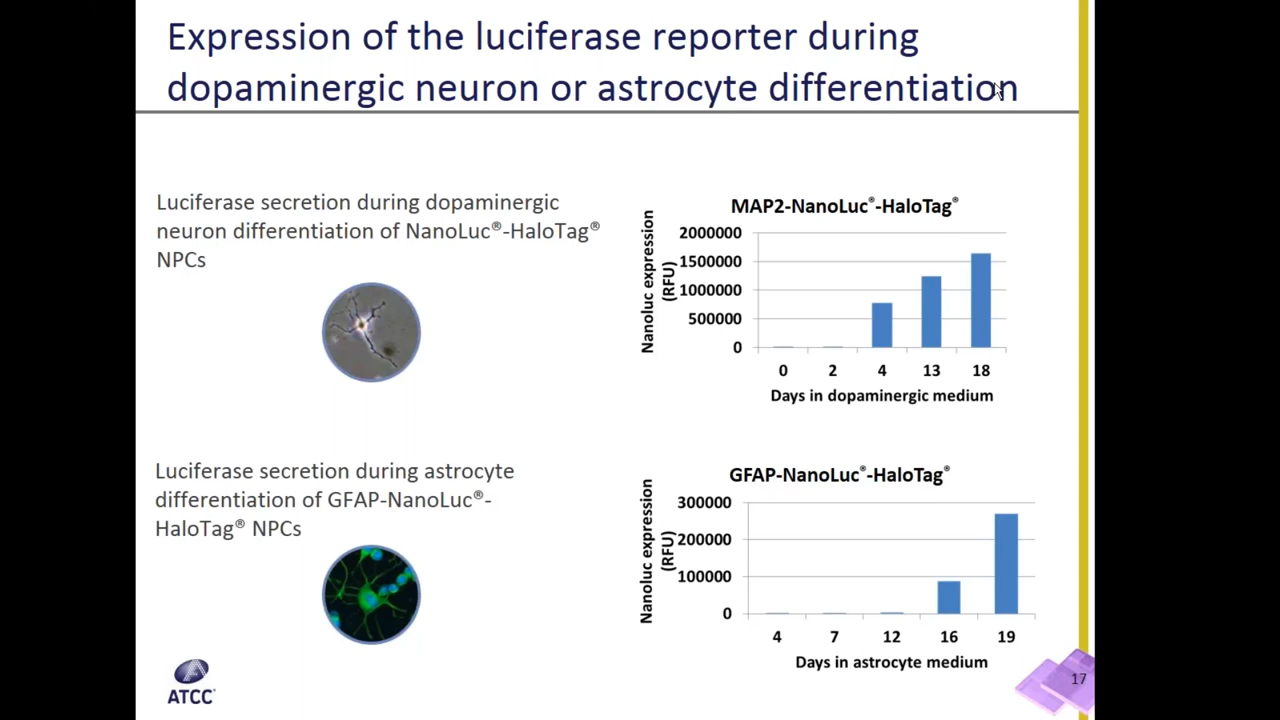 Expression of the luciferase reporter during
dopaminergic neuron or astrocyte differentiation
Luciferase secretion during dopaminergic
neuron differentiation of NanoLuc®-HaloTag®
NPCs
MAP2-NanoLuc®-HaloTag®
Nanoluc expression
(RFU)
2000000
1500000
1000000
500000
0
0 2 4 13 18
Days in dopaminergic medium
Luciferase secretion during astrocyte
differentiation of GFAP-NanoLuc®-
HaloTag® NPCs
GFAP-NanoLuc®-HaloTag®
Nanoluc expression
(RFU)
300000
200000
100000
0
4 7 12 16 19
Days in astrocyte medium
ATCC®
17